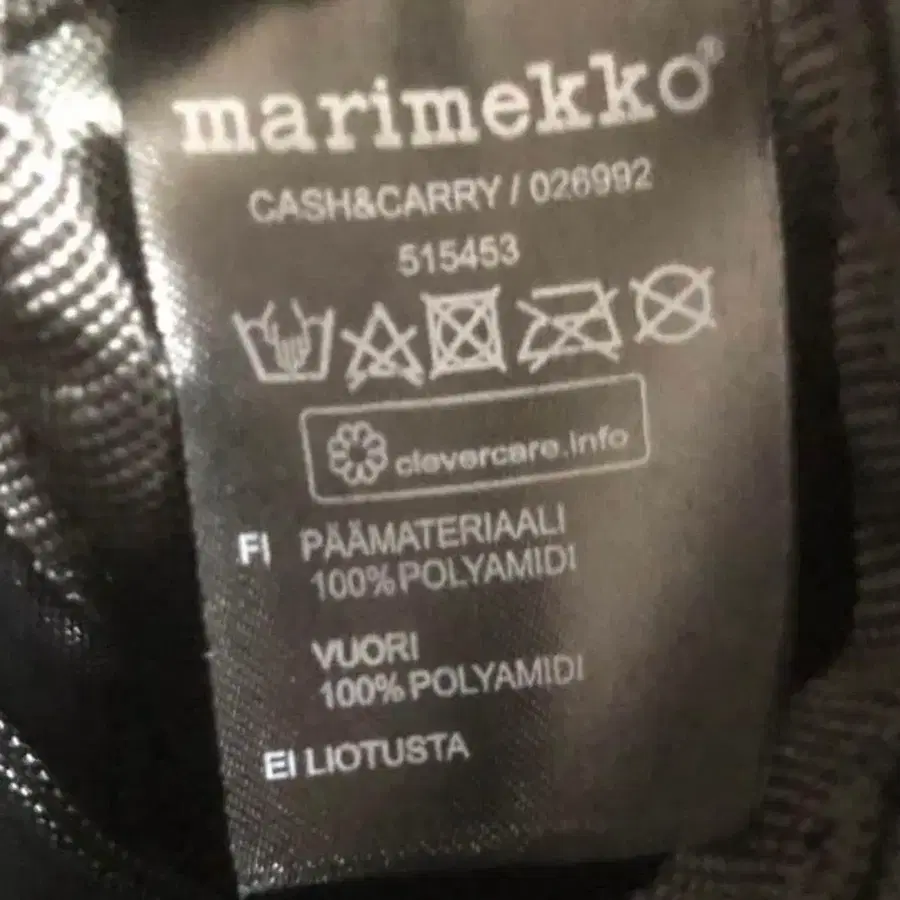 marimekko®
CASH&CARRY / 026992
515453
clevercare.info
FI PÄÄMATERIAALI
100% POLYAMIDI
VUORI
100% POLYAMIDI
EI LIOTUSTA